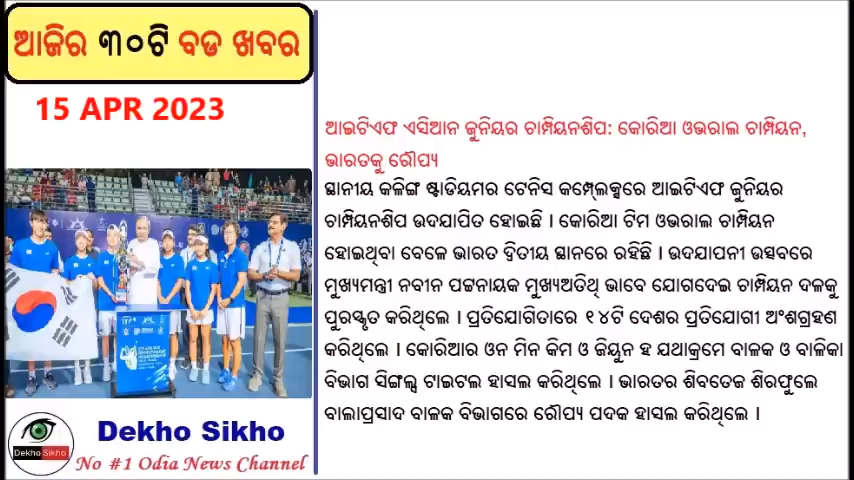 ଆଜିର ୩୦ଟି ବଡ ଖବର
15 APR 2023
ଆଇଟିଏଫ ଏସିଆନ ଜୁନିୟର ଚାମ୍ପିୟନଶିପ: କୋରିଆ ଓଭରାଲ ଚାମ୍ପିୟନ,
ଭାରତକୁ ରୌପ୍ୟ
ସ୍ଥାନୀୟ କଳିଙ୍ଗ ଷ୍ଟାଡିୟମର ଟେନିସ କମ୍ପ୍ଲେକ୍ସରେ ଆଇଟିଏଫ ଜୁନିୟର
ଚାମ୍ପିୟନଶିପ ଉଦଯାପିତ ହୋଇଛି । କୋରିଆ ଟିମ ଓଭରାଲ ଚାମ୍ପିୟନ
ହୋଇଥିବା ବେଳେ ଭାରତ ଦ୍ଵିତୀୟ ସ୍ଥାନରେ ରହିଛି । ଉଦଯାପନୀ ଉତ୍ସବରେ
ମୁଖ୍ୟମନ୍ତ୍ରୀ ନବୀନ ପଟ୍ଟନାୟକ ମୁଖ୍ୟଅତିଥି ଭାବେ ଯୋଗଦେଇ ଚାମ୍ପିୟନ ଦଳକୁ
ପୁରସ୍କୃତ କରିଥିଲେ । ପ୍ରତିଯୋଗିତାରେ ୧୪ଟି ଦେଶର ପ୍ରତିଯୋଗୀ ଅଂଶଗ୍ରହଣ
କରିଥିଲେ । କୋରିଆର ଓନ ମିନ କିମ ଓ ଜିୟୁନ ହ ଯଥାକ୍ରମେ ବାଳକ ଓ ବାଳିକା
ବିଭାଗ ସିଙ୍ଗଲ୍ସ ଟାଇଟଲ ହାସଲ କରିଥିଲେ । ଭାରତର ଶିବତେଜ ଶିରଫୁଲେ
ବାଲାପ୍ରସାଦ ବାଳକ ବିଭାଗରେ ରୌପ୍ୟ ପଦକ ହାସଲ କରିଥିଲେ ।
Dekho Sikho
Dekho Sikho
No #1 Odia News Channel